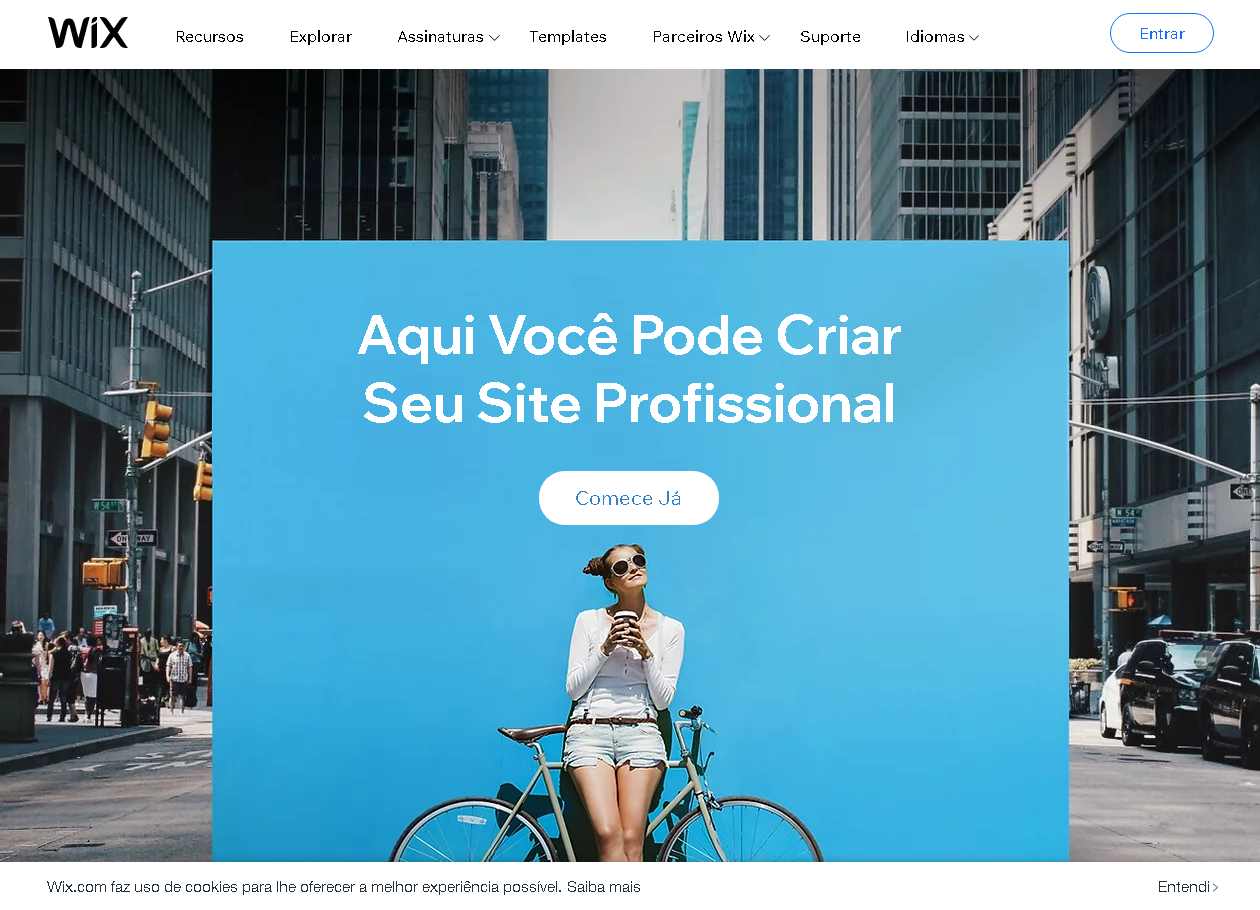 WiX
Recursos
Explorar
Assinaturas
Templates
Parceiros Wix
Suporte
Idiomas
Entrar
Aqui Você Pode Criar
Seu Site Profissional
Comece Já
W 54 ST
ONE WAY
W 54 ST
ONE
Wix.com faz uso de cookies para lhe oferecer a melhor experiência possível. Saiba mais
Entendi >